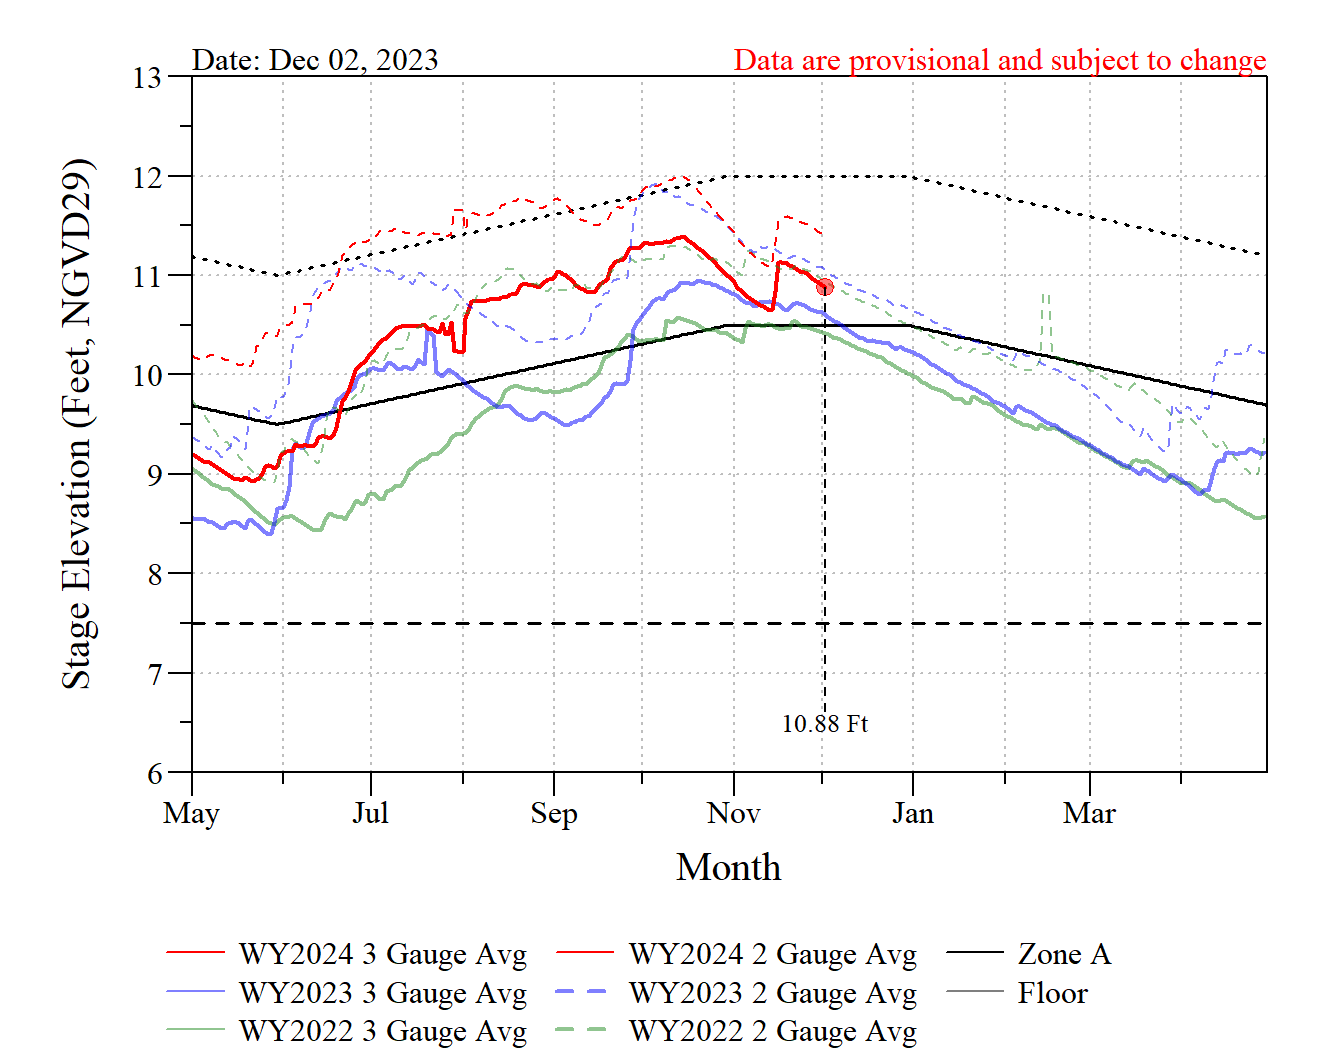 Date: Dec 02, 2023
Data are provisional and subject to change
13
12
11
10
9
8
7
6
Stage Elevation (Feet, NGVD29)
10.88 Ft
May Jul Sep Nov Jan Mar
Month
WY2024 3 Gauge Avg WY2024 2 Gauge Avg Zone A
WY2023 3 Gauge Avg WY2023 2 Gauge Avg Floor
WY2022 3 Gauge Avg WY2022 2 Gauge Avg